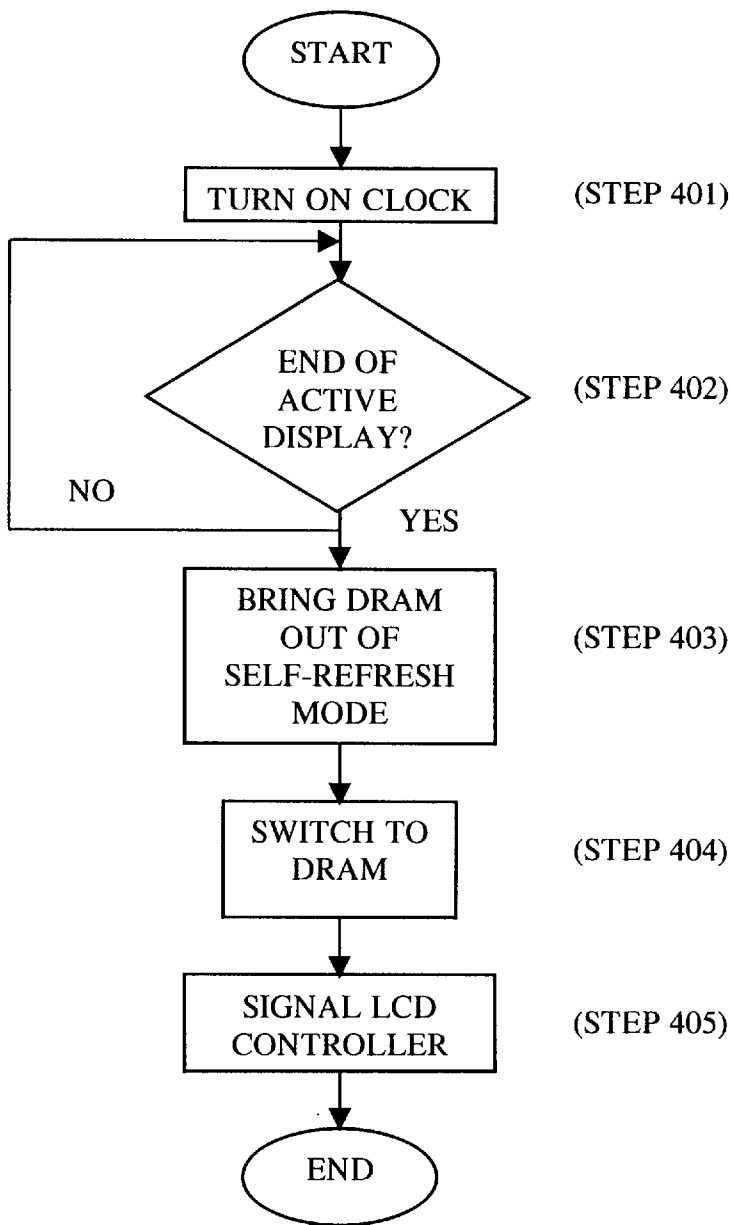 START
TURN ON CLOCK
(STEP 401)
END OF
ACTIVE
DISPLAY?
(STEP 402)
NO
YES
BRING DRAM
OUT OF
SELF-REFRESH
MODE
(STEP 403)
SWITCH TO
DRAM
(STEP 404)
SIGNAL LCD
CONTROLLER
(STEP 405)
END